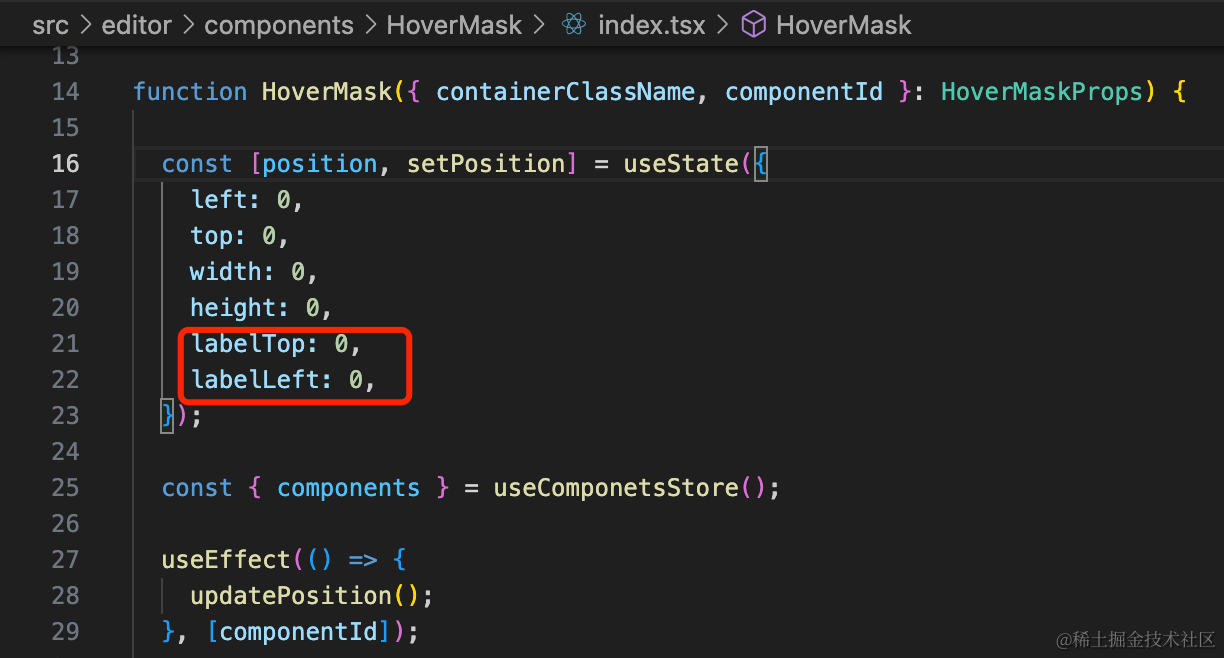 src > editor > components > HoverMask > index.tsx > HoverMask
13
14 function HoverMask({ containerClassName, componentId }: HoverMaskProps) {
15
16   const [position, setPosition] = useState({
17     left: 0,
18     top: 0,
19     width: 0,
20     height: 0,
21     labelTop: 0,
22     labelLeft: 0,
23   });
24
25   const { components } = useComponetsStore();
26
27   useEffect(() => {
28     updatePosition();
29   }, [componentId]);
@稀土掘金技术社区